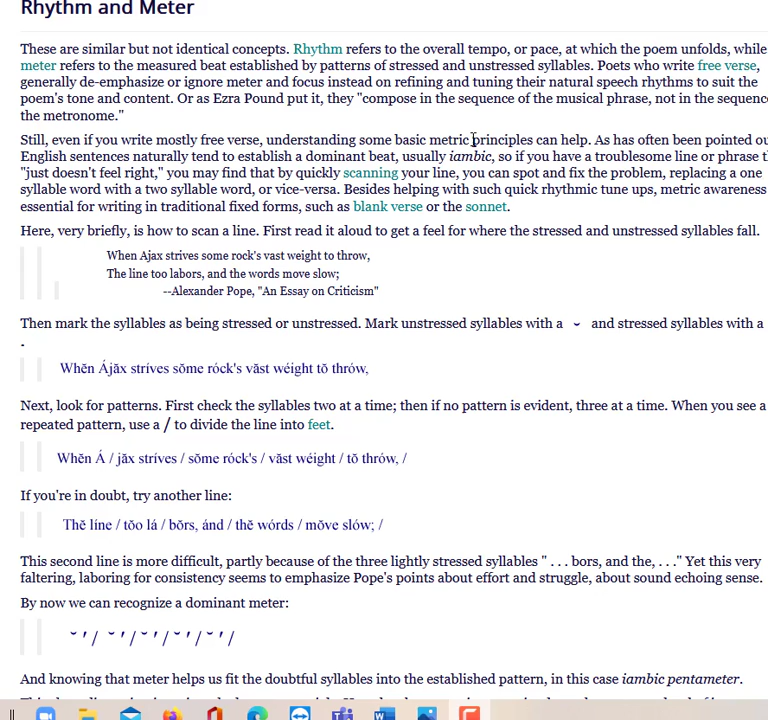 Rhythm and Meter
These are similar but not identical concepts. Rhythm refers to the overall tempo, or pace, at which the poem unfolds, while
meter refers to the measured beat established by patterns of stressed and unstressed syllables. Poets who write free verse,
generally de-emphasize or ignore meter and focus instead on refining and tuning their natural speech rhythms to suit the
poem's tone and content. Or as Ezra Pound put it, they "compose in the sequence of the musical phrase, not in the sequenc
the metronome."
Still, even if you write mostly free verse, understanding some basic metric principles can help. As has often been pointed ou
English sentences naturally tend to establish a dominant beat, usually iambic, so if you have a troublesome line or phrase t
"just doesn't feel right," you may find that by quickly scanning your line, you can spot and fix the problem, replacing a one
syllable word with a two syllable word, or vice-versa. Besides helping with such quick rhythmic tune ups, metric awareness
essential for writing in traditional fixed forms, such as blank verse or the sonnet.
Here, very briefly, is how to scan a line. First read it aloud to get a feel for where the stressed and unstressed syllables fall.
When Ajax strives some rock's vast weight to throw,
The line too labors, and the words move slow;
--Alexander Pope, "An Essay on Criticism"
Then mark the syllables as being stressed or unstressed. Mark unstressed syllables with a ˘ and stressed syllables with a
.
Whĕn Ájăx stríves sŏme róck's văst wéight tŏ thrów,
Next, look for patterns. First check the syllables two at a time; then if no pattern is evident, three at a time. When you see a
repeated pattern, use a / to divide the line into feet.
Whĕn Á / jăx stríves / sŏme róck's / văst wéight / tŏ thrów, /
If you're in doubt, try another line:
Thĕ líne / tŏo lá / bŏrs, ánd / thĕ wórds / mŏve slów; /
This second line is more difficult, partly because of the three lightly stressed syllables " . . . bors, and the, . . ." Yet this very
faltering, laboring for consistency seems to emphasize Pope's points about effort and struggle, about sound echoing sense.
By now we can recognize a dominant meter:
˘ ′ / ˘ ′ / ˘ ′ / ˘ ′ / ˘ ′ /
And knowing that meter helps us fit the doubtful syllables into the established pattern, in this case iambic pentameter.